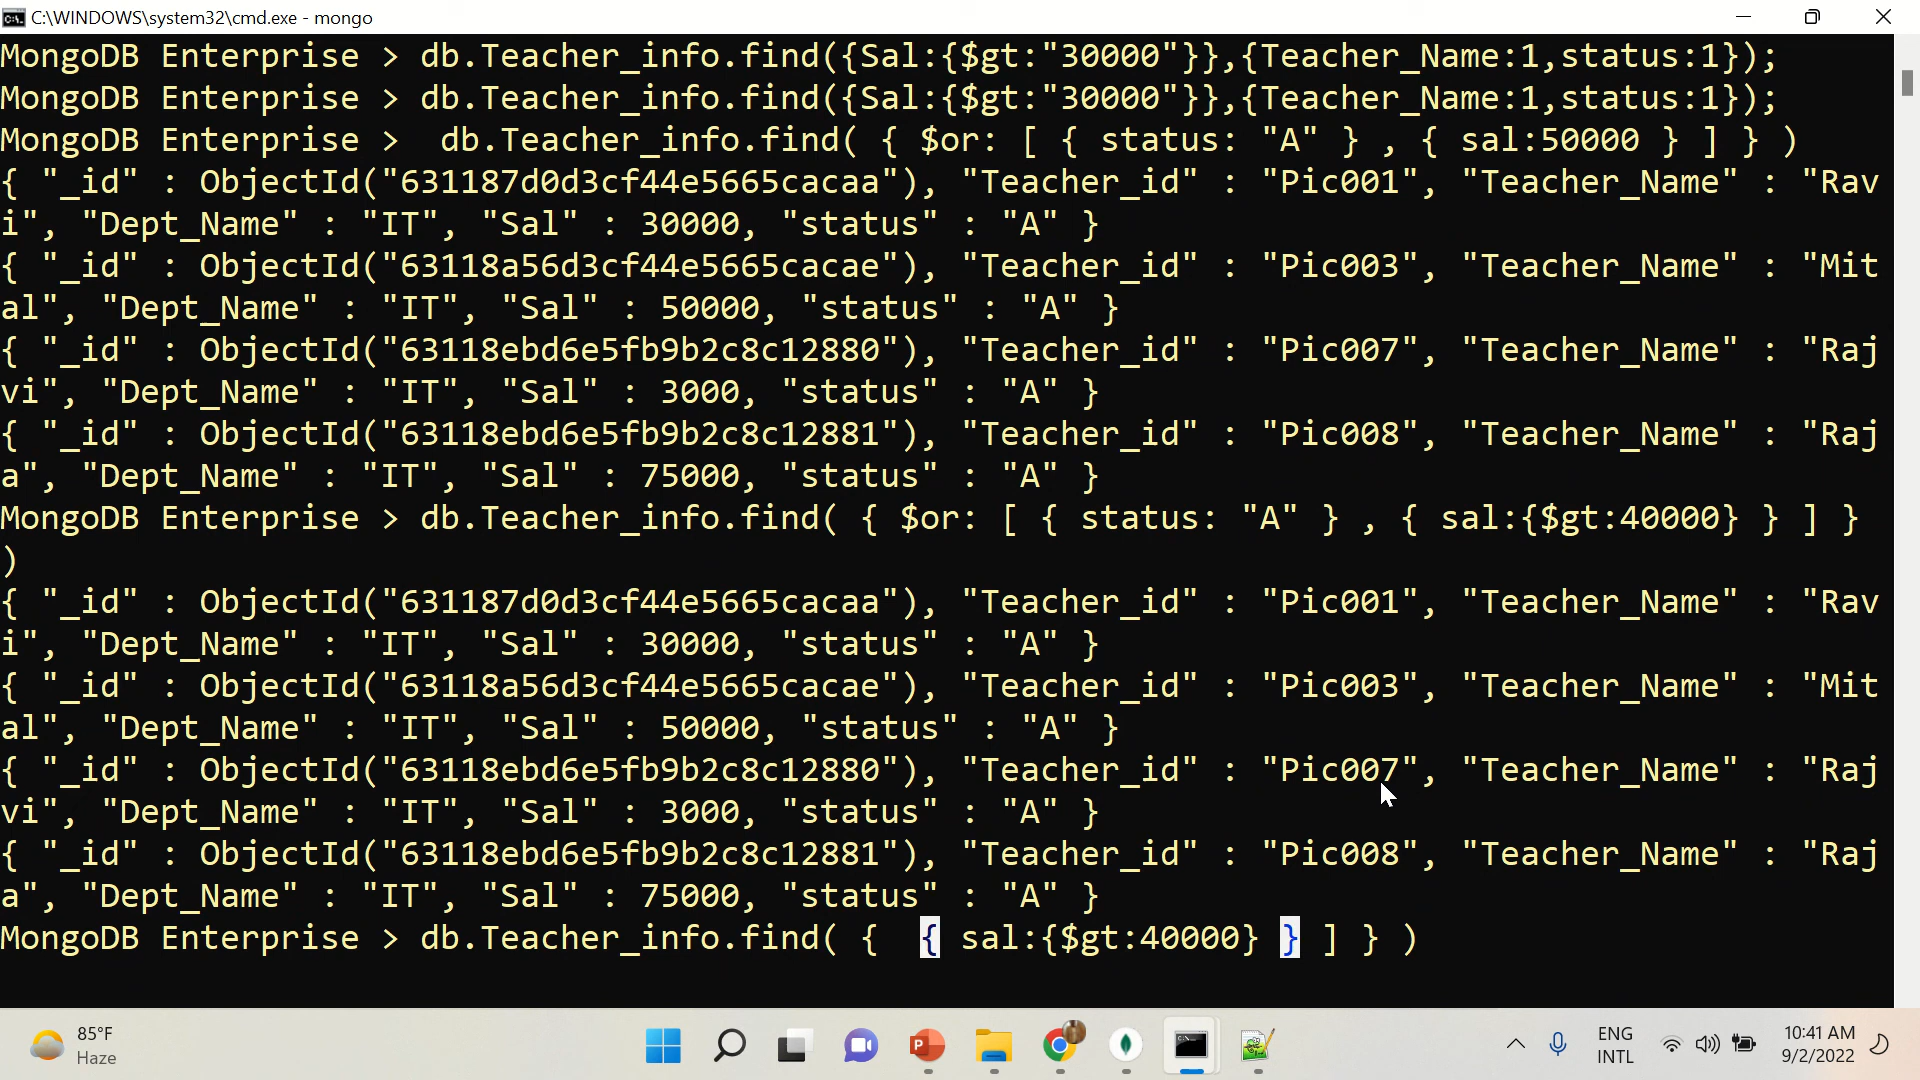 C:\WINDOWS\system32\cmd.exe - mongo
MongoDB Enterprise > db.Teacher_info.find({Sal:{$gt:"30000"}},{Teacher_Name:1,status:1});
MongoDB Enterprise > db.Teacher_info.find({Sal:{$gt:"30000"}},{Teacher_Name:1,status:1});
MongoDB Enterprise >  db.Teacher_info.find( { $or: [ { status: "A" } , { sal:50000 } ] } )
{ "_id" : ObjectId("631187d0d3cf44e5665cacaa"), "Teacher_id" : "Pic001", "Teacher_Name" : "Rav
i", "Dept_Name" : "IT", "Sal" : 30000, "status" : "A" }
{ "_id" : ObjectId("63118a56d3cf44e5665cacae"), "Teacher_id" : "Pic003", "Teacher_Name" : "Mit
al", "Dept_Name" : "IT", "Sal" : 50000, "status" : "A" }
{ "_id" : ObjectId("63118ebd6e5fb9b2c8c12880"), "Teacher_id" : "Pic007", "Teacher_Name" : "Raj
vi", "Dept_Name" : "IT", "Sal" : 3000, "status" : "A" }
{ "_id" : ObjectId("63118ebd6e5fb9b2c8c12881"), "Teacher_id" : "Pic008", "Teacher_Name" : "Raj
a", "Dept_Name" : "IT", "Sal" : 75000, "status" : "A" }
MongoDB Enterprise > db.Teacher_info.find( { $or: [ { status: "A" } , { sal:{$gt:40000} } ] }
)
{ "_id" : ObjectId("631187d0d3cf44e5665cacaa"), "Teacher_id" : "Pic001", "Teacher_Name" : "Rav
i", "Dept_Name" : "IT", "Sal" : 30000, "status" : "A" }
{ "_id" : ObjectId("63118a56d3cf44e5665cacae"), "Teacher_id" : "Pic003", "Teacher_Name" : "Mit
al", "Dept_Name" : "IT", "Sal" : 50000, "status" : "A" }
{ "_id" : ObjectId("63118ebd6e5fb9b2c8c12880"), "Teacher_id" : "Pic007", "Teacher_Name" : "Raj
vi", "Dept_Name" : "IT", "Sal" : 3000, "status" : "A" }
{ "_id" : ObjectId("63118ebd6e5fb9b2c8c12881"), "Teacher_id" : "Pic008", "Teacher_Name" : "Raj
a", "Dept_Name" : "IT", "Sal" : 75000, "status" : "A" }
MongoDB Enterprise > db.Teacher_info.find( {  { sal:{$gt:40000} } ] } )
85°F
Haze
ENG
INTL
10:41 AM
9/2/2022